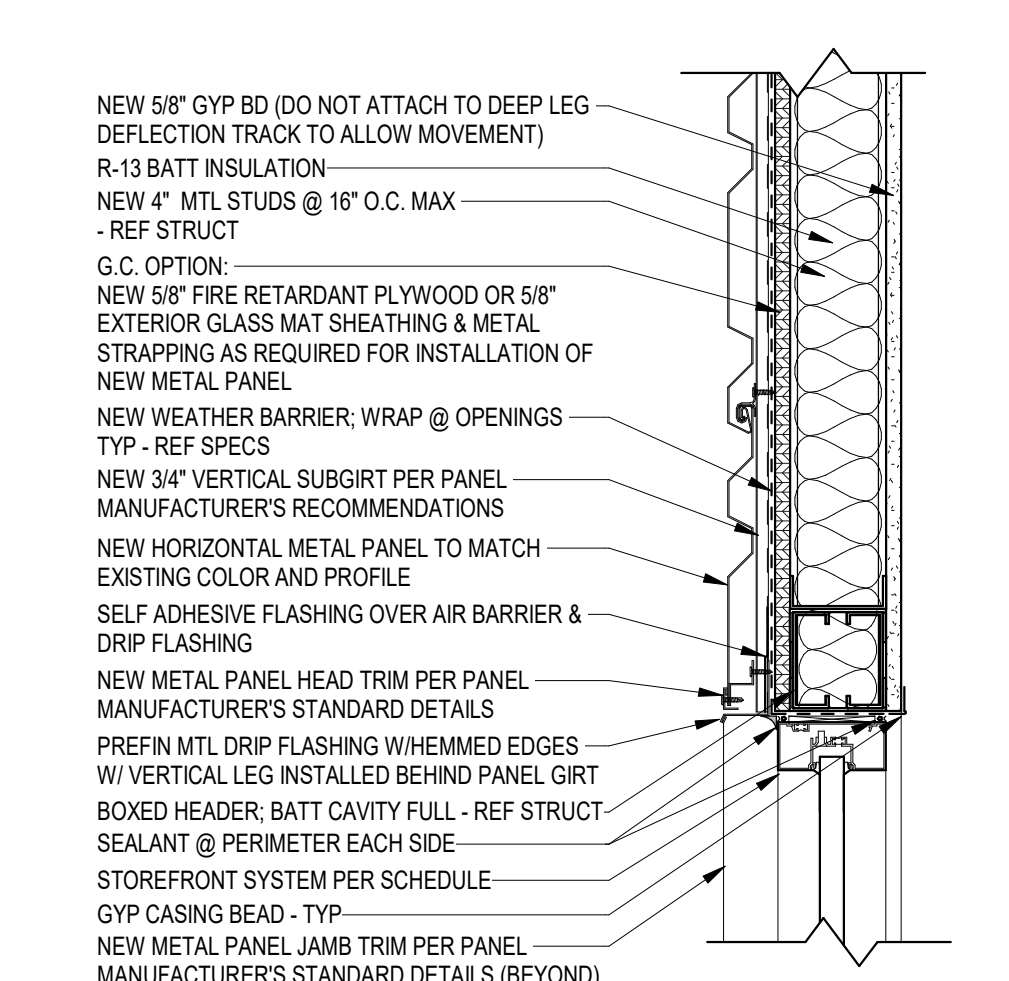 NEW 5/8" GYP BD (DO NOT ATTACH TO DEEP LEG
DEFLECTION TRACK TO ALLOW MOVEMENT)
R-13 BATT INSULATION
NEW 4" MTL STUDS @ 16" O.C. MAX
- REF STRUCT
G.C. OPTION:
NEW 5/8" FIRE RETARDANT PLYWOOD OR 5/8"
EXTERIOR GLASS MAT SHEATHING & METAL
STRAPPING AS REQUIRED FOR INSTALLATION OF
NEW METAL PANEL
NEW WEATHER BARRIER; WRAP @ OPENINGS
TYP - REF SPECS
NEW 3/4" VERTICAL SUBGIRT PER PANEL
MANUFACTURER'S RECOMMENDATIONS
NEW HORIZONTAL METAL PANEL TO MATCH
EXISTING COLOR AND PROFILE
SELF ADHESIVE FLASHING OVER AIR BARRIER &
DRIP FLASHING
NEW METAL PANEL HEAD TRIM PER PANEL
MANUFACTURER'S STANDARD DETAILS
PREFIN MTL DRIP FLASHING W/HEMMED EDGES
W/ VERTICAL LEG INSTALLED BEHIND PANEL GIRT
BOXED HEADER; BATT CAVITY FULL - REF STRUCT
SEALANT @ PERIMETER EACH SIDE
STOREFRONT SYSTEM PER SCHEDULE
GYP CASING BEAD - TYP
NEW METAL PANEL JAMB TRIM PER PANEL
MANUFACTURER'S STANDARD DETAILS (BEYOND)